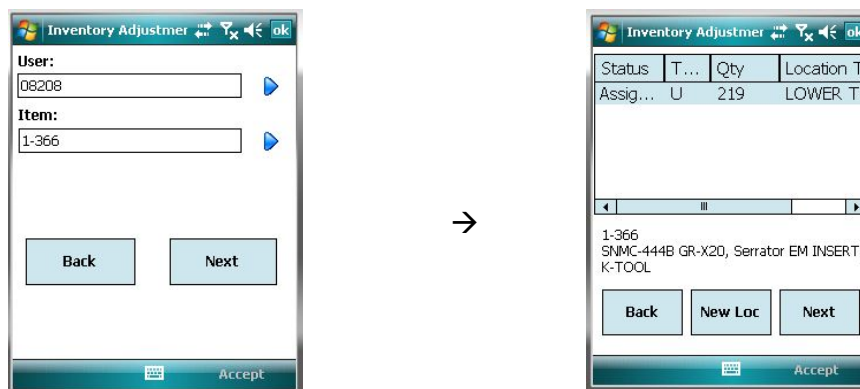 Inventory Adjustmer ok
User:
08208
Item:
1-366
Back Next
Accept
→
Inventory Adjustmer ok
Status T... Qty Location T
Assig... U 219 LOWER T
1-366
SNMC-444B GR-X20, Serrator EM INSERT
K-TOOL
Back New Loc Next
Accept